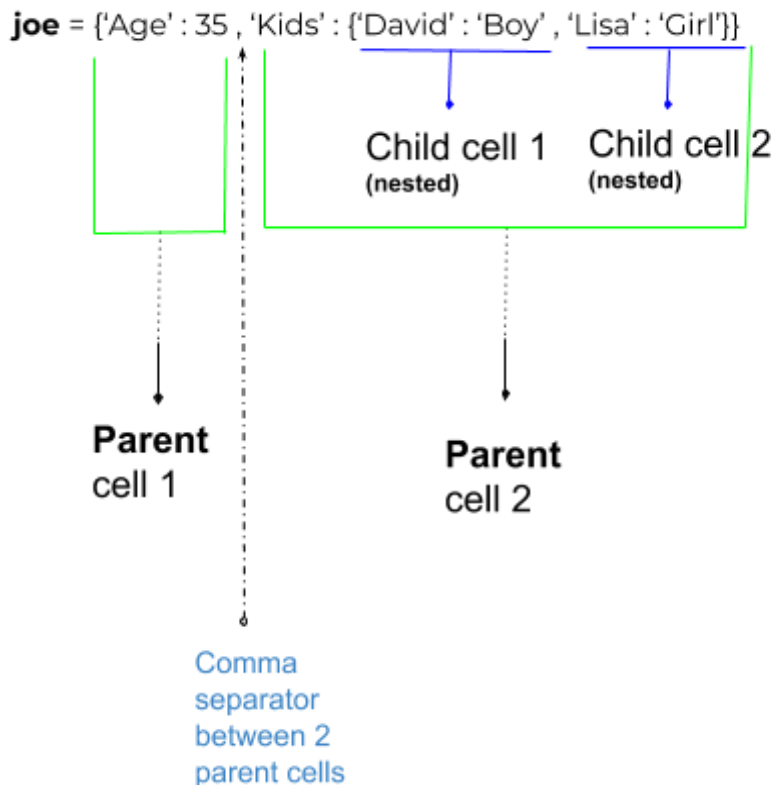 joe = {‘Age’ : 35 , ‘Kids’ : {‘David’ : ‘Boy’ , ‘Lisa’ : ‘Girl’}}
Child cell 1
(nested)
Child cell 2
(nested)
Parent
cell 1
Parent
cell 2
Comma
separator
between 2
parent cells